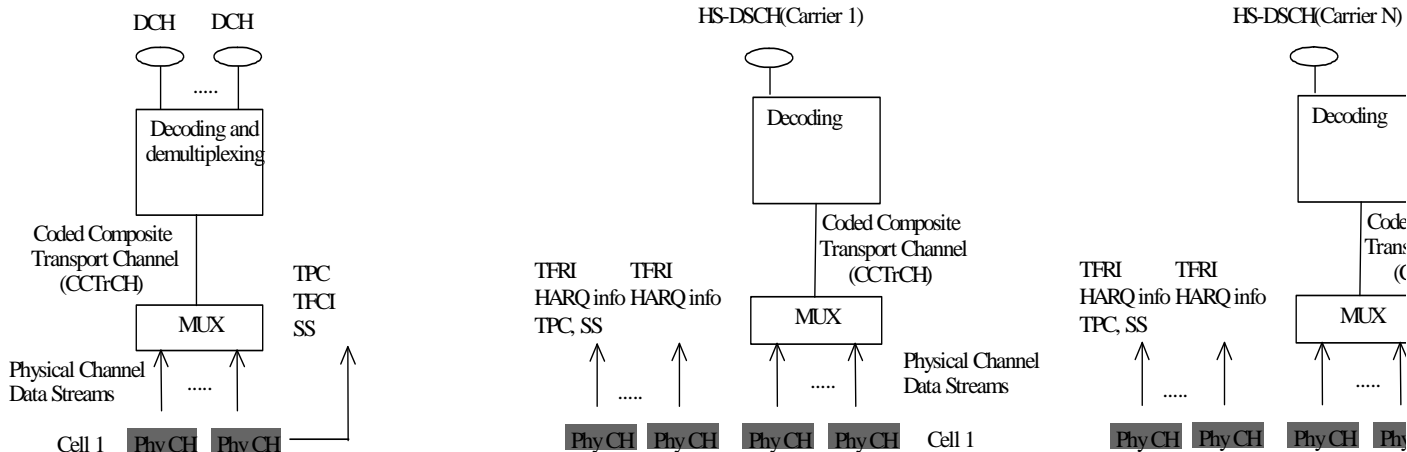 DCH DCH
.....
Decoding and
demultiplexing
Coded Composite
Transport Channel
(CCTrCH)
TPC
TFCI
SS
MUX
Physical Channel
Data Streams
.....
Cell 1 Phy CH Phy CH
HS-DSCH(Carrier 1)
Decoding
Coded Composite
Transport Channel
(CCTrCH)
TFRI TFRI
HARQ info HARQ info
TPC, SS
MUX
Physical Channel
Data Streams
..... .....
Phy CH Phy CH Phy CH Phy CH Cell 1
HS-DSCH(Carrier N)
Decoding
TFRI TFRI
HARQ info HARQ info
TPC, SS
MUX
..... .....
Phy CH Phy CH Phy CH